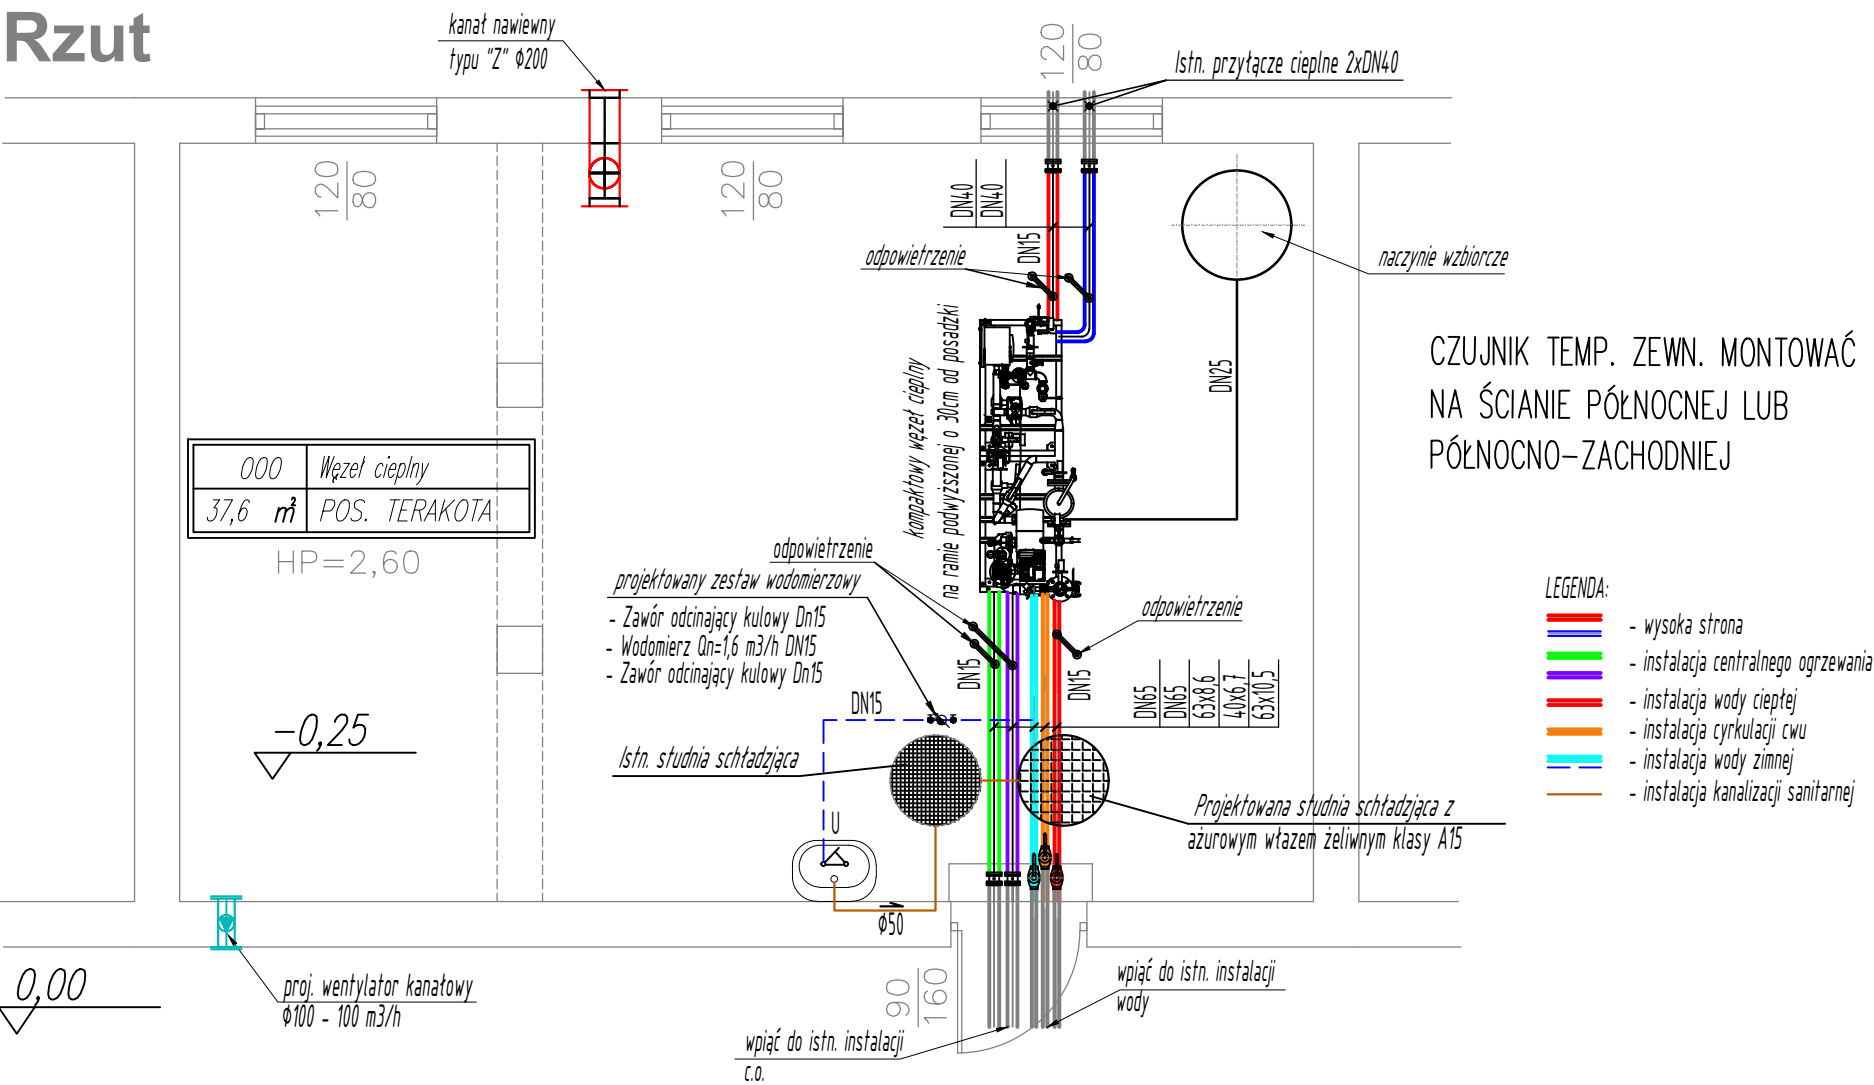 Rzut
kanał nawiewny
typu "Z" ϕ200
120
80
Istn. przyłącze cieplne 2xDN40
120
80
120
80
DN40
DN40
DN15
odpowietrzenie
naczynie wzbiorcze
kompaktowy węzeł cieplny
na ramie podwyższonej o 30cm od posadzki
DN25
CZUJNIK TEMP. ZEWN. MONTOWAĆ
NA ŚCIANIE PÓŁNOCNEJ LUB
PÓŁNOCNO-ZACHODNIEJ
000 Węzeł cieplny
37,6 m² POS. TERAKOTA
HP=2,60
odpowietrzenie
projektowany zestaw wodomierzowy
- Zawór odcinający kulowy Dn15
- Wodomierz Qn=1,6 m3/h DN15
- Zawór odcinający kulowy Dn15
odpowietrzenie
DN15
DN15
DN65
DN65
63x8,6
40x6,7
63x10,5
DN15
LEGENDA:
- wysoka strona
- instalacja centralnego ogrzewania
- instalacja wody ciepłej
- instalacja cyrkulacji cwu
- instalacja wody zimnej
- instalacja kanalizacji sanitarnej
-0,25
Istn. studnia schładzająca
Projektowana studnia schładzająca z
ażurowym włazem żeliwnym klasy A15
U
ϕ50
0,00
proj. wentylator kanałowy
ϕ100 - 100 m3/h
90
160
wpiąć do istn. instalacji
wody
wpiąć do istn. instalacji
c.o.